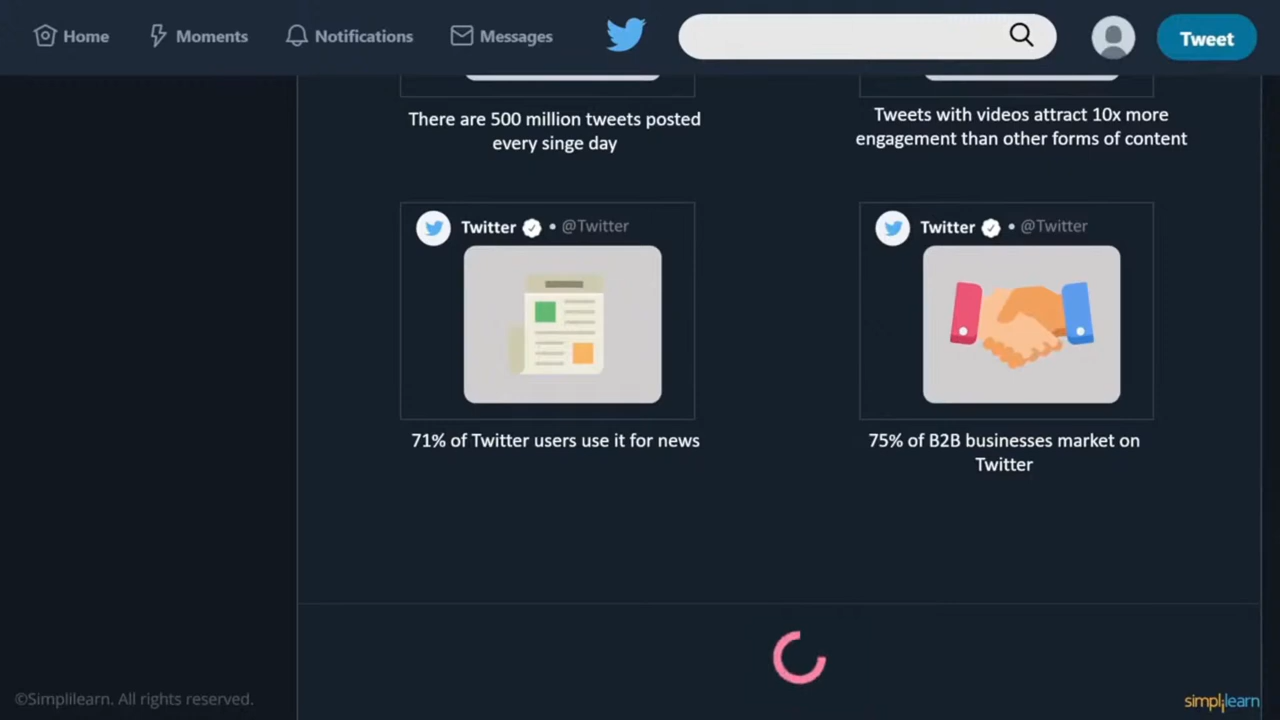 Home
Moments
Notifications
Messages
Tweet
There are 500 million tweets posted
every singe day
Tweets with videos attract 10x more
engagement than other forms of content
Twitter • @Twitter
Twitter • @Twitter
71% of Twitter users use it for news
75% of B2B businesses market on
Twitter
©Simplilearn. All rights reserved.
simplilearn